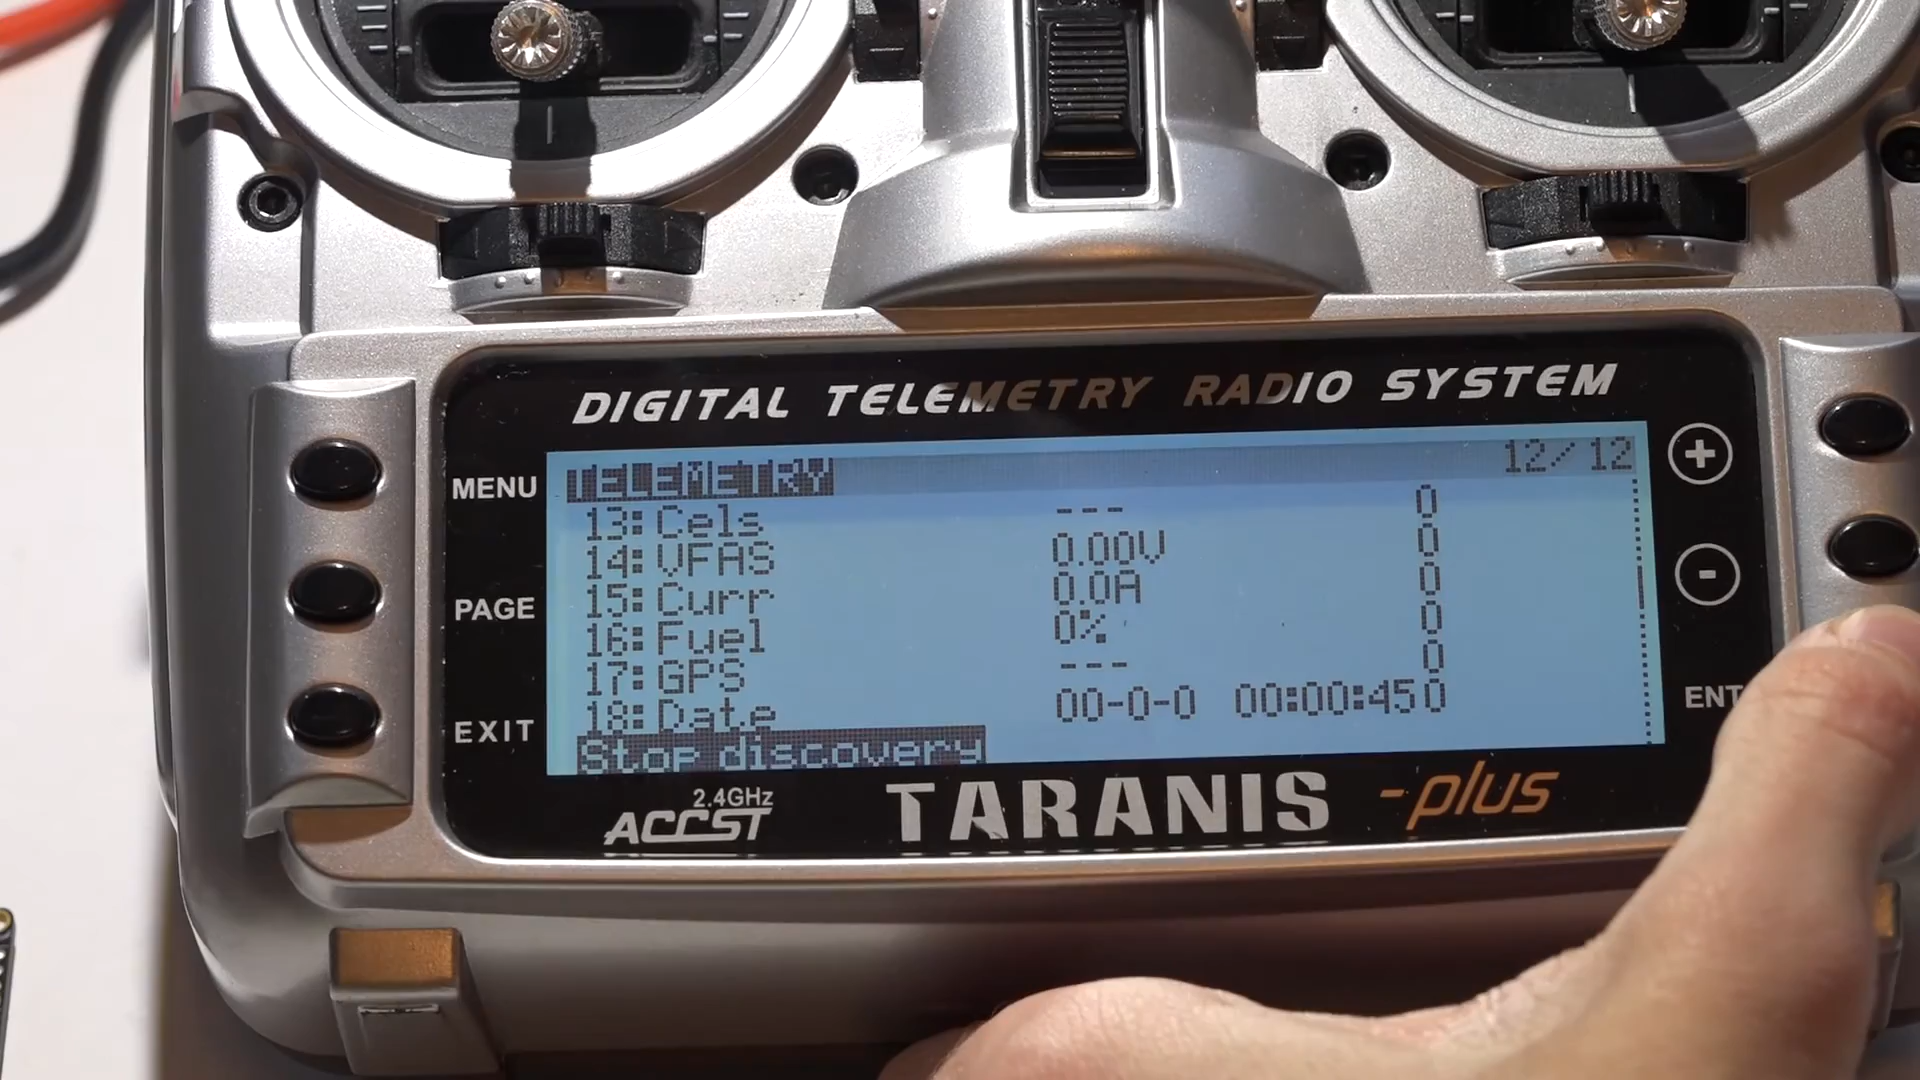 DIGITAL TELEMETRY RADIO SYSTEM
TELEMETRY 12/12
13:Cels --- 0
14:VFAS 0.00V 0
15:Curr 0.0A 0
16:Fuel 0% 0
17:GPS --- 0
18:Date 00-0-0 00:00:45 0
Stop discovery
MENU
PAGE
EXIT
+
-
ENT
2.4GHz
ACCST
TARANIS -plus